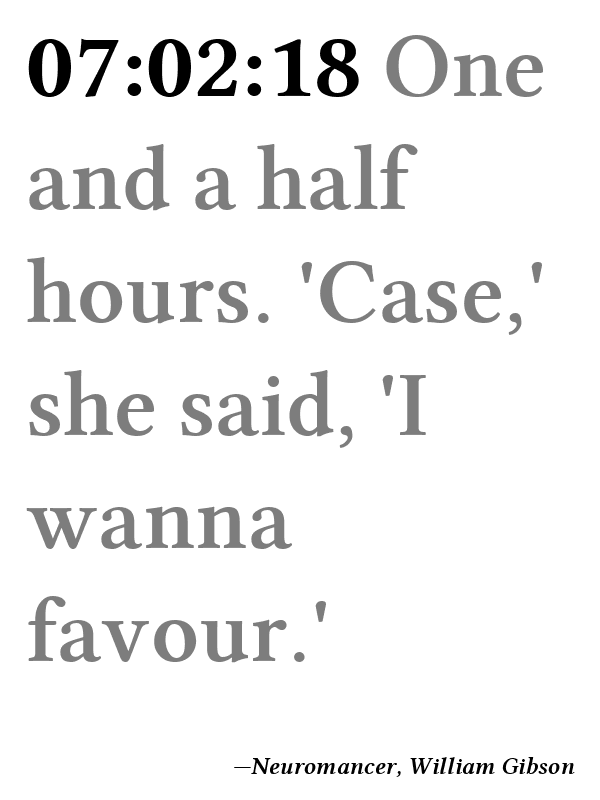 07:02:18 One
and a half
hours. 'Case,'
she said, 'I
wanna
favour.'
—Neuromancer, William Gibson